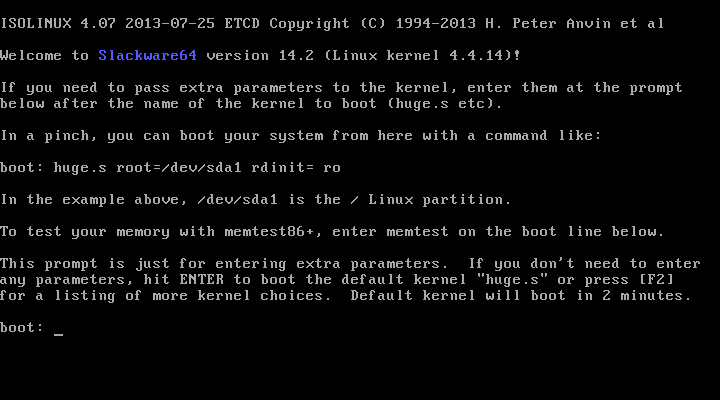 ISOLINUX 4.07 2013-07-25 ETCD Copyright (C) 1994-2013 H. Peter Anvin et al
Welcome to Slackware64 version 14.2 (Linux kernel 4.4.14)!
If you need to pass extra parameters to the kernel, enter them at the prompt
below after the name of the kernel to boot (huge.s etc).
In a pinch, you can boot your system from here with a command like:
boot: huge.s root=/dev/sda1 rdinit= ro
In the example above, /dev/sda1 is the / Linux partition.
To test your memory with memtest86+, enter memtest on the boot line below.
This prompt is just for entering extra parameters.  If you don't need to enter
any parameters, hit ENTER to boot the default kernel "huge.s" or press [F2]
for a listing of more kernel choices.  Default kernel will boot in 2 minutes.
boot: _